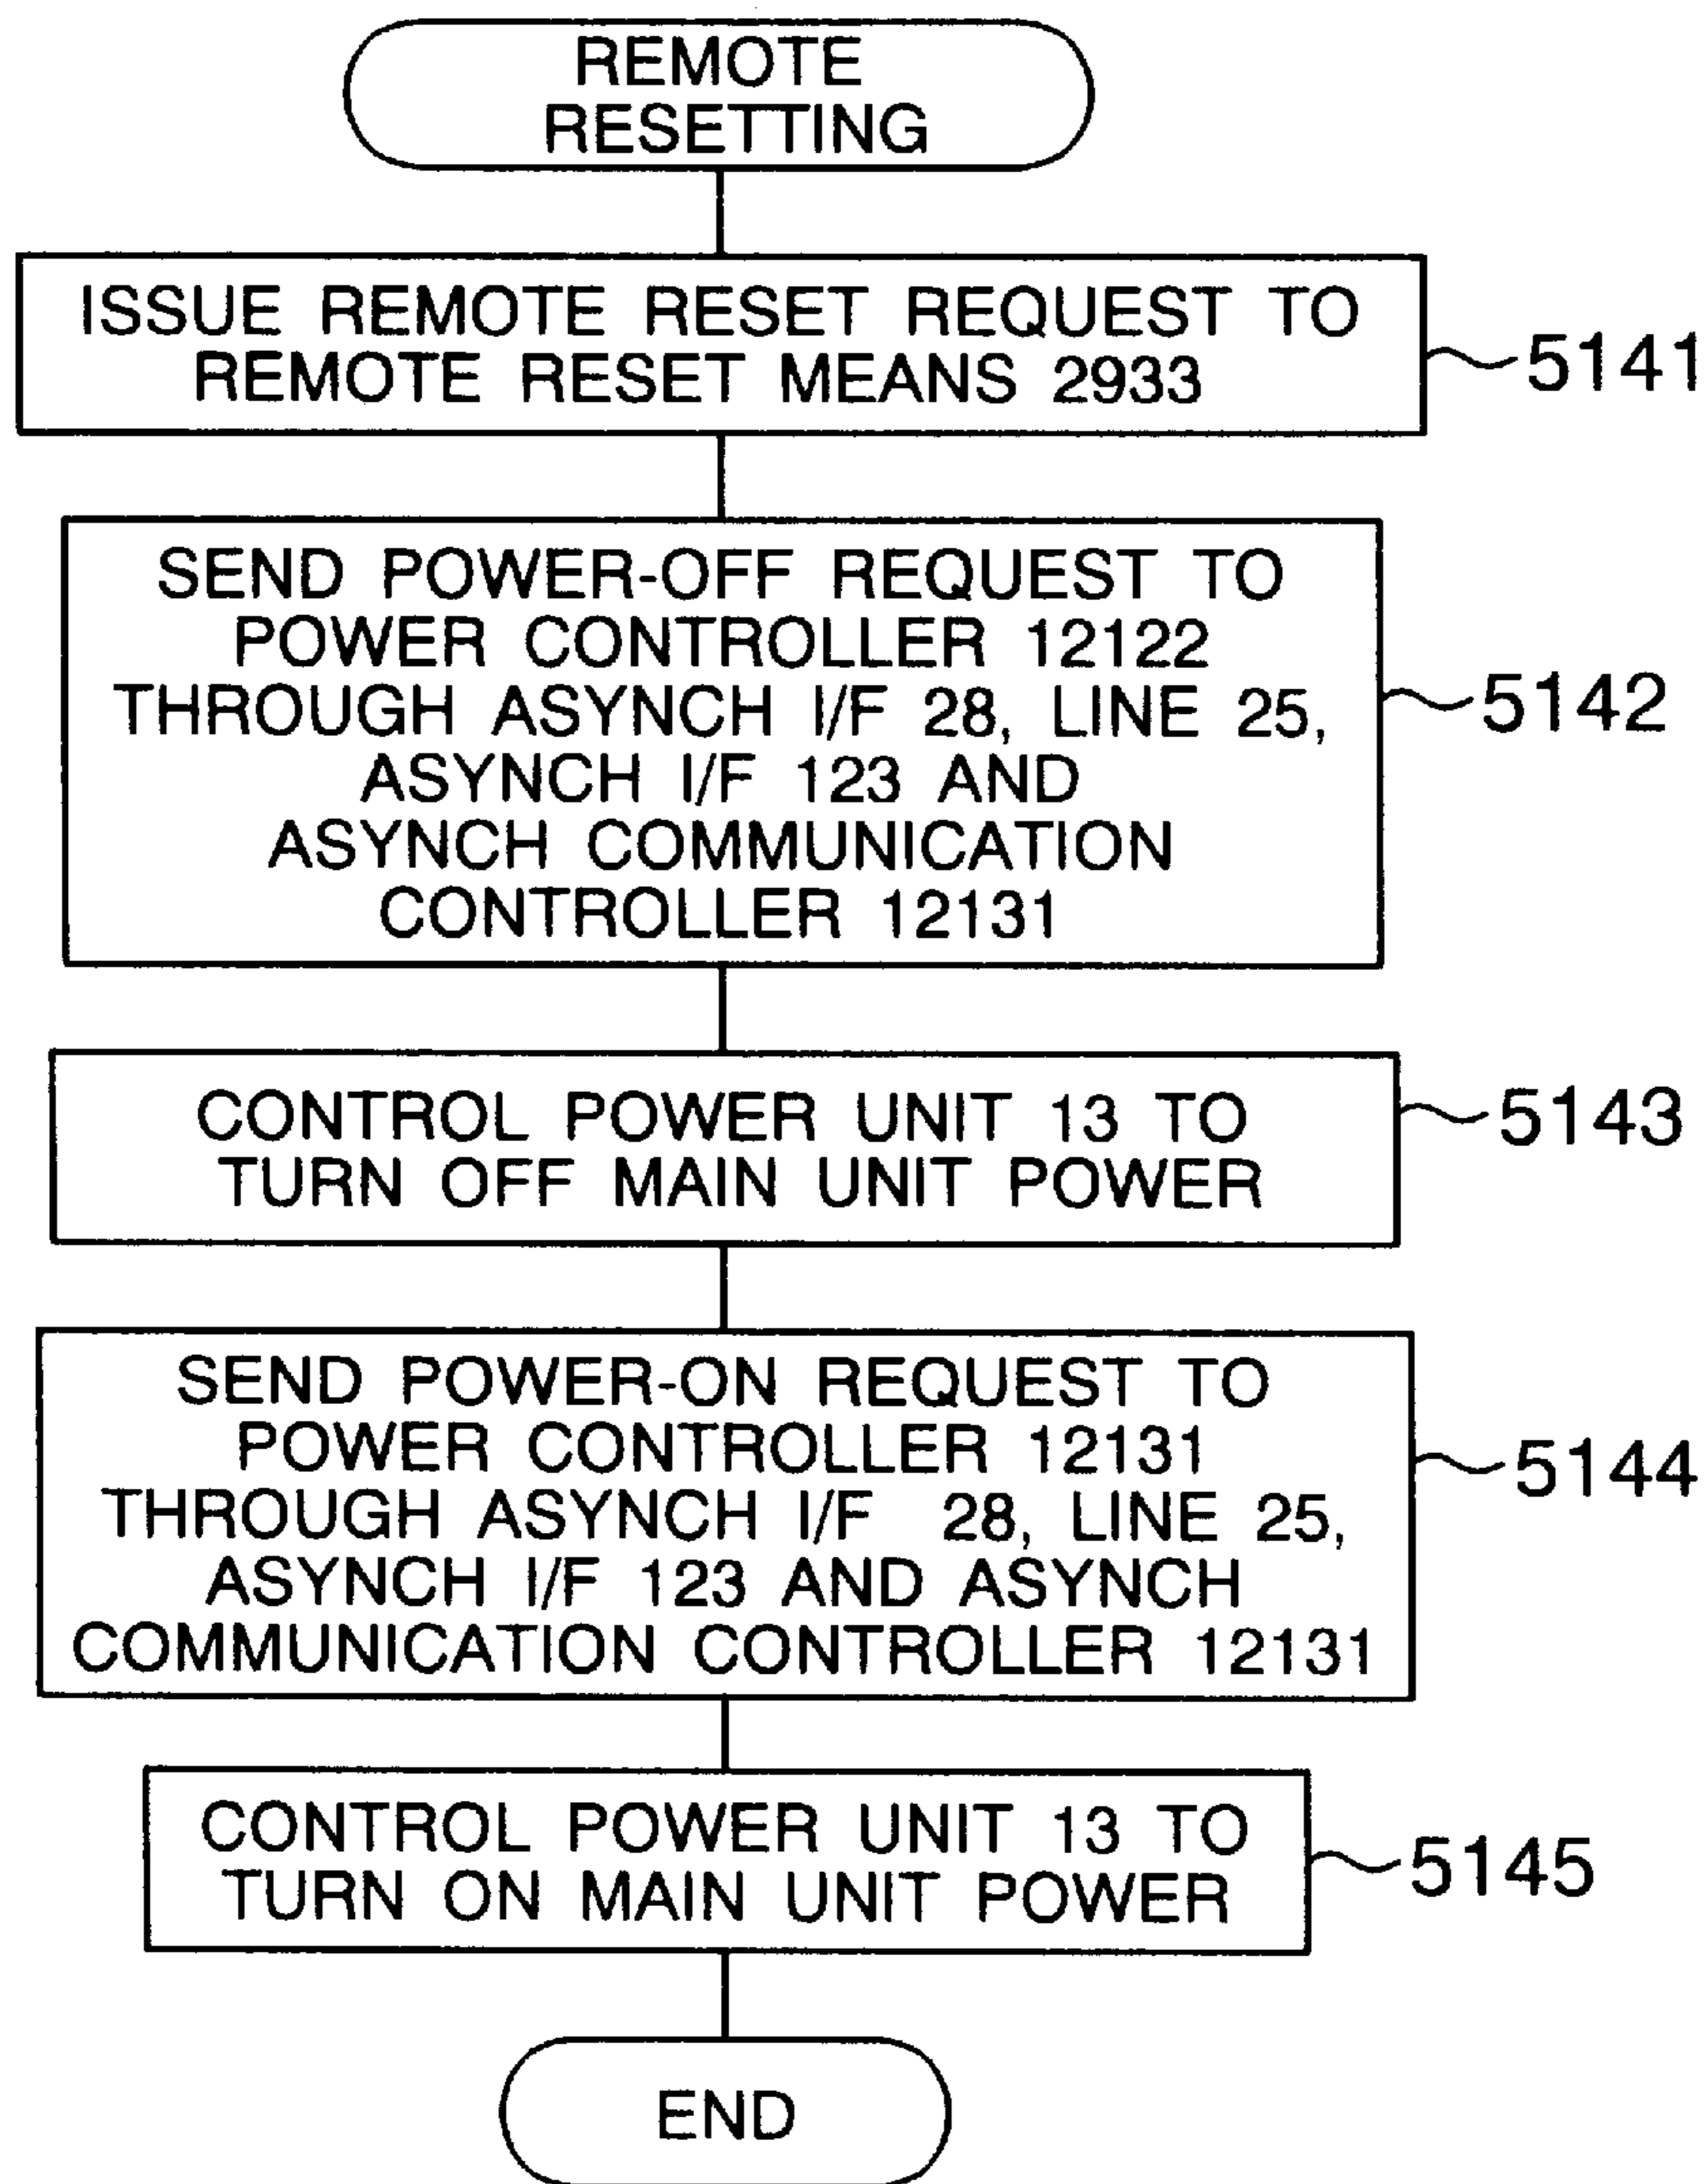 REMOTE
RESETTING
ISSUE REMOTE RESET REQUEST TO
REMOTE RESET MEANS 2933
5141
SEND POWER-OFF REQUEST TO
POWER CONTROLLER 12122
THROUGH ASYNCH I/F 28, LINE 25,
ASYNCH I/F 123 AND
ASYNCH COMMUNICATION
CONTROLLER 12131
5142
CONTROL POWER UNIT 13 TO
TURN OFF MAIN UNIT POWER
5143
SEND POWER-ON REQUEST TO
POWER CONTROLLER 12131
THROUGH ASYNCH I/F 28, LINE 25,
ASYNCH I/F 123 AND ASYNCH
COMMUNICATION CONTROLLER 12131
5144
CONTROL POWER UNIT 13 TO
TURN ON MAIN UNIT POWER
5145
END